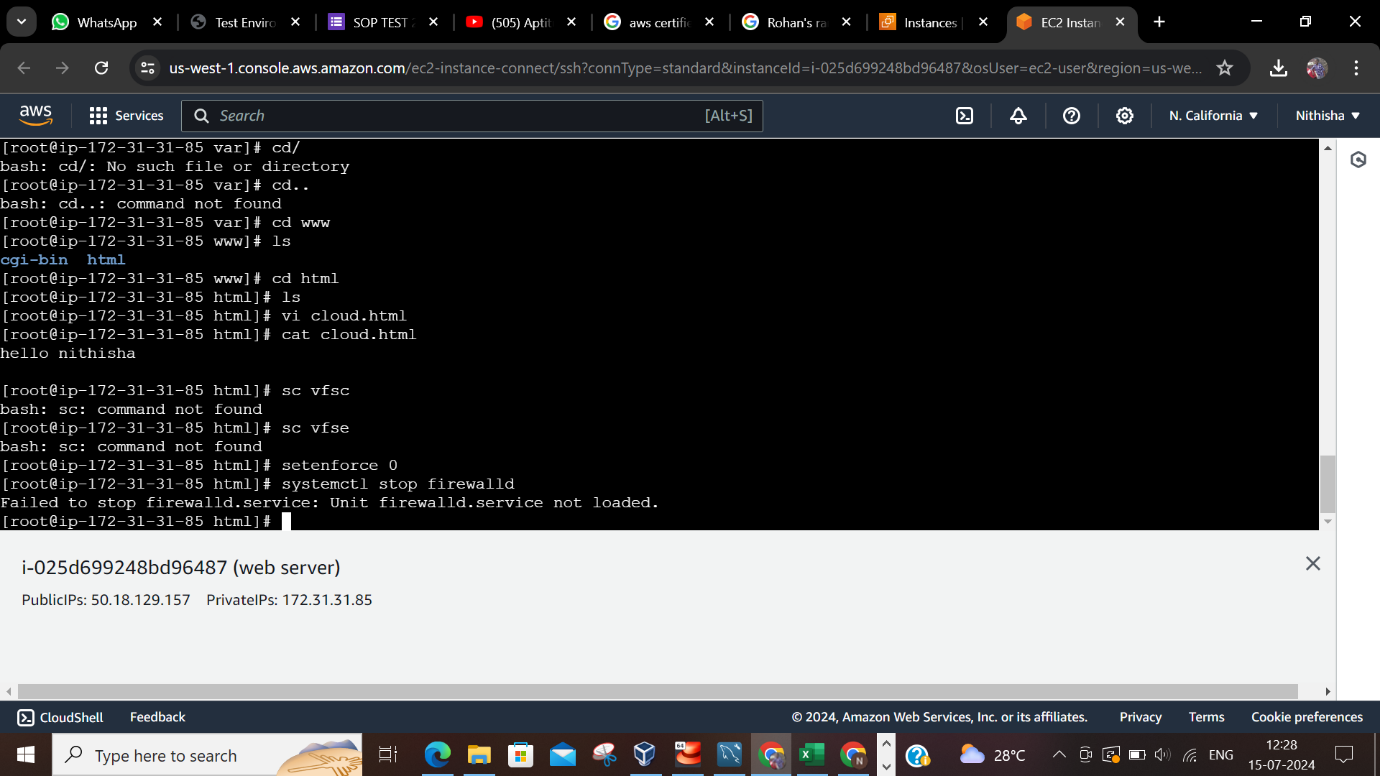 WhatsApp
Test Enviro
SOP TEST 2
(505) Aptit
aws certifi
Rohan's ra
Instances |
EC2 Instan
us-west-1.console.aws.amazon.com/ec2-instance-connect/ssh?connType=standard&instanceId=i-025d699248bd96487&osUser=ec2-user&region=us-we...
aws
Services
Search
[Alt+S]
N. California
Nithisha
[root@ip-172-31-31-85 var]# cd/
bash: cd/: No such file or directory
[root@ip-172-31-31-85 var]# cd..
bash: cd..: command not found
[root@ip-172-31-31-85 var]# cd www
[root@ip-172-31-31-85 www]# ls
cgi-bin  html
[root@ip-172-31-31-85 www]# cd html
[root@ip-172-31-31-85 html]# ls
[root@ip-172-31-31-85 html]# vi cloud.html
[root@ip-172-31-31-85 html]# cat cloud.html
hello nithisha
[root@ip-172-31-31-85 html]# sc vfsc
bash: sc: command not found
[root@ip-172-31-31-85 html]# sc vfse
bash: sc: command not found
[root@ip-172-31-31-85 html]# setenforce 0
[root@ip-172-31-31-85 html]# systemctl stop firewalld
Failed to stop firewalld.service: Unit firewalld.service not loaded.
[root@ip-172-31-31-85 html]#
i-025d699248bd96487 (web server)
PublicIPs: 50.18.129.157 PrivateIPs: 172.31.31.85
CloudShell
Feedback
© 2024, Amazon Web Services, Inc. or its affiliates.
Privacy
Terms
Cookie preferences
Type here to search
64
N
28°C
ENG
12:28
15-07-2024